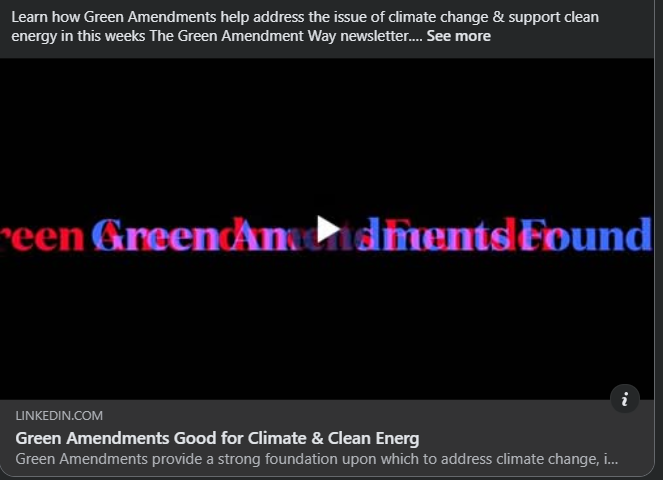 Learn how Green Amendments help address the issue of climate change & support clean
energy in this weeks The Green Amendment Way newsletter.... See more
LINKEDIN.COM
Green Amendments Good for Climate & Clean Energ
Green Amendments provide a strong foundation upon which to address climate change, i...